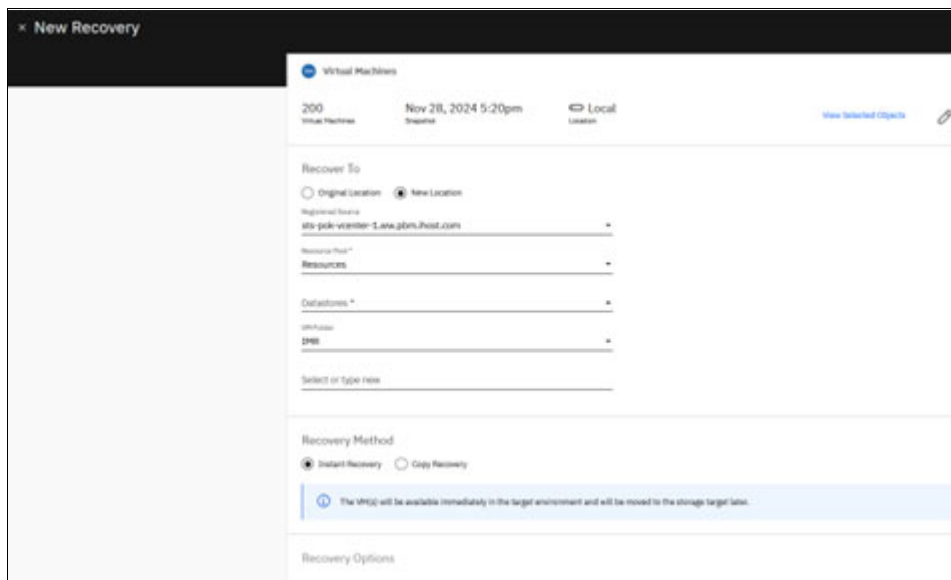 × New Recovery
Virtual Machines
200 Nov 28, 2024 5:20pm Local
Virtual Machines Snapshot Location
View Selected Objects
Recover To
Original Location New Location
Registered Source
sts-pok-vcenter-1.ww.pbm.ihost.com
Resource Pool *
Resources
Datastores *
VM Folder
Select or type new
Recovery Method
Instant Recovery Copy Recovery
The VM(s) will be available immediately in the target environment and will be moved to the storage target later.
Recovery Options